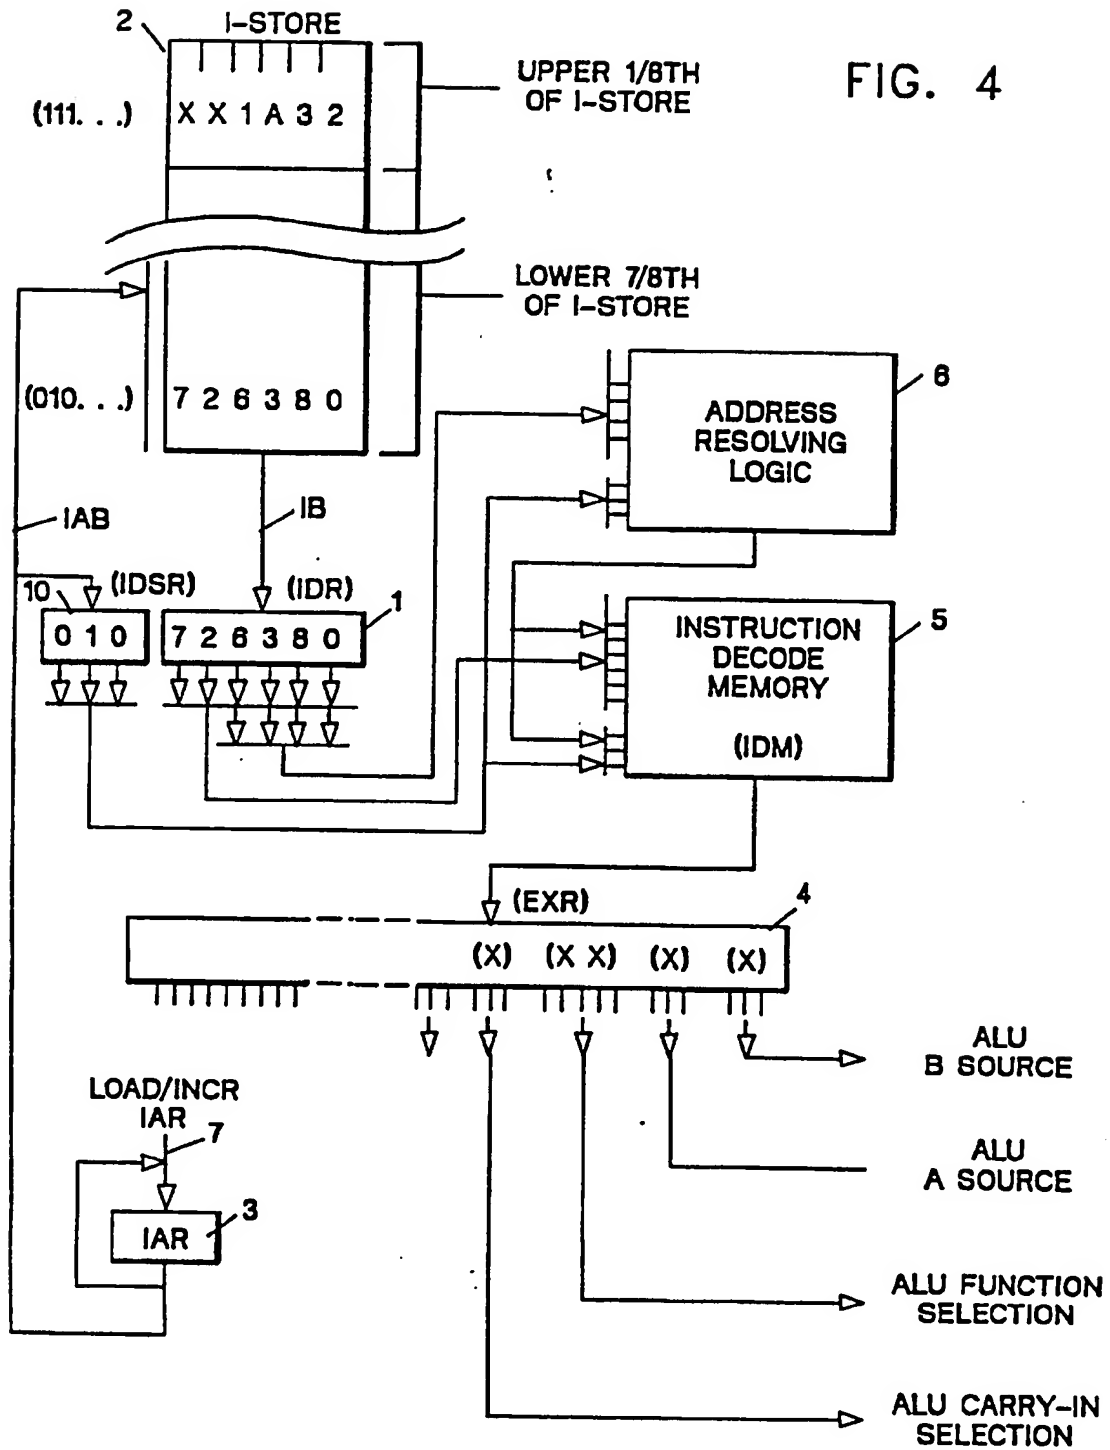 2
I-STORE
(111. . .)
X X 1 A 3 2
UPPER 1/8TH
OF I-STORE
FIG. 4
LOWER 7/8TH
OF I-STORE
(010. . .)
7 2 6 3 8 0
6
ADDRESS
RESOLVING
LOGIC
IAB
IB
10
(IDSR)
(IDR)
1
0 1 0
7 2 6 3 8 0
5
INSTRUCTION
DECODE
MEMORY
(IDM)
(EXR)
4
(X) (X X) (X) (X)
ALU
B SOURCE
LOAD/INCR
IAR
7
ALU
A SOURCE
3
IAR
ALU FUNCTION
SELECTION
ALU CARRY-IN
SELECTION